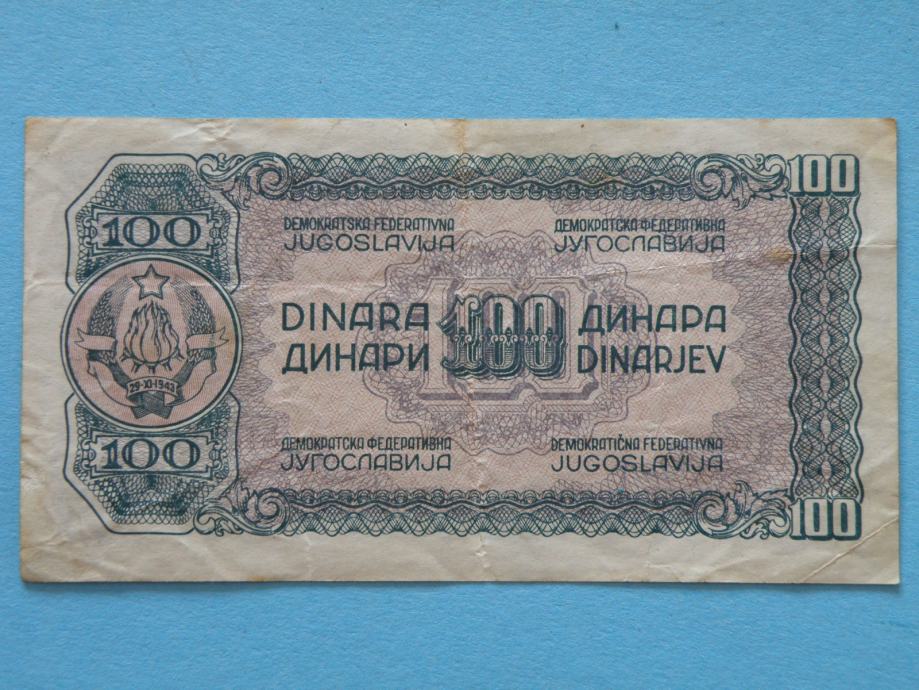 100
100
DEMOKRATSKA FEDERATIVNA
JUGOSLAVIJA
ДЕМОКРАТСКА ФЕДЕРАТИВНА
ЈУГОСЛАВИЈА
100
DINARA 100 ДИНАРА
ДИНАРИ DINARJEV
29·XI·1943
100
ДЕМОКРАТСКА ФЕДЕРАТИВНА
ЈУГОСЛАВИЈА
DEMOKRATIČNA FEDERATIVNA
JUGOSLAVIJA
100